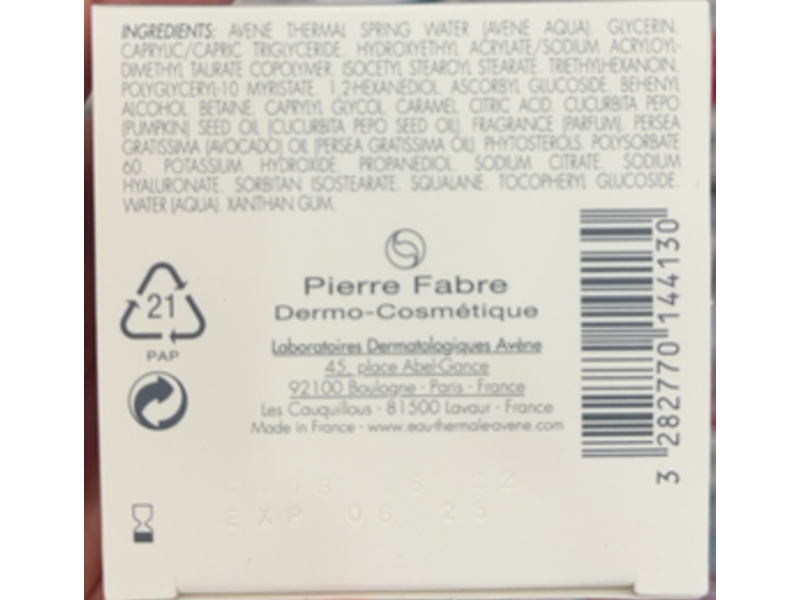 INGREDIENTS: AVENE THERMAL SPRING WATER (AVENE AQUA). GLYCERIN.
CAPRYLIC/CAPRIC TRIGLYCERIDE. HYDROXYETHYL ACRYLATE/SODIUM ACRYLOYL-
DIMETHYL TAURATE COPOLYMER. ISOCETYL STEAROYL STEARATE. TRIETHYLHEXANOIN.
POLYGLYCERYL-10 MYRISTATE. 1,2-HEXANEDIOL. ASCORBYL GLUCOSIDE. BEHENYL
ALCOHOL. BETAINE. CAPRYLYL GLYCOL. CARAMEL. CITRIC ACID. CUCURBITA PEPO
(PUMPKIN) SEED OIL (CUCURBITA PEPO SEED OIL). FRAGRANCE (PARFUM). PERSEA
GRATISSIMA (AVOCADO) OIL (PERSEA GRATISSIMA OIL). PHYTOSTEROLS. POLYSORBATE
60. POTASSIUM HYDROXIDE. PROPANEDIOL. SODIUM CITRATE. SODIUM
HYALURONATE. SORBITAN ISOSTEARATE. SQUALANE. TOCOPHERYL GLUCOSIDE.
WATER (AQUA). XANTHAN GUM.
21
PAP
Pierre Fabre
Dermo-Cosmétique
Laboratoires Dermatologiques Avène
45, place Abel-Gance
92100 Boulogne - Paris - France
Les Cauquillous - 81500 Lavaur - France
Made in France - www.eau-thermale-avene.com
3 282770 144130
EXP 06 25